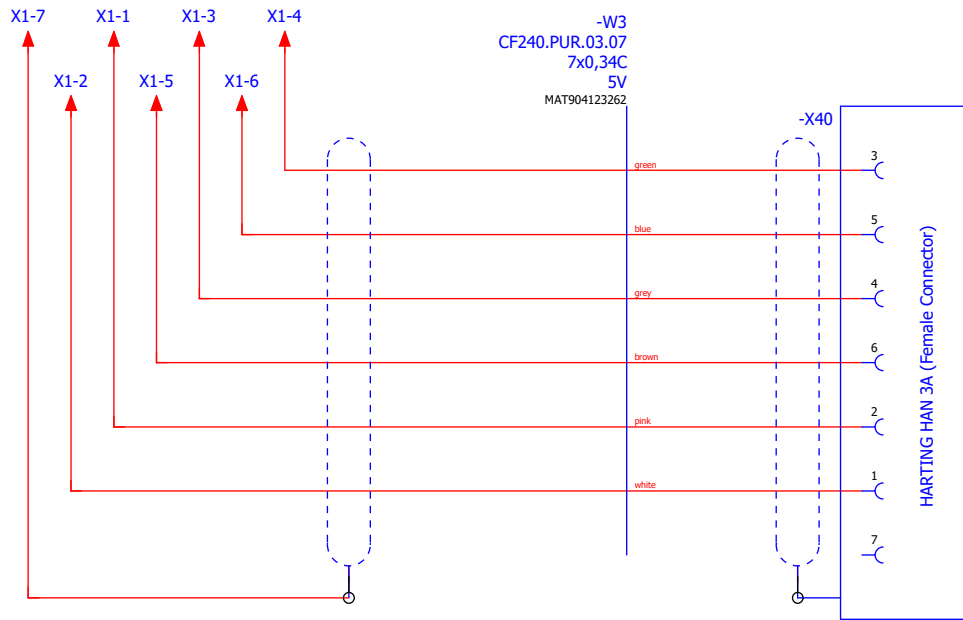 X1-7
X1-1
X1-3
X1-4
X1-2
X1-5
X1-6
-W3
CF240.PUR.03.07
7x0,34C
5V
MAT904123262
-X40
green
3
blue
5
grey
4
brown
6
pink
2
white
1
7
HARTING HAN 3A (Female Connector)